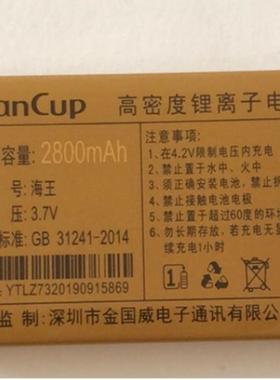 anCup 高密度锂离子电
容量: 2800mAh
号: 海王
压: 3.7V
标准: GB 31241-2014
YTLZ7320190915869
注意事项:
1. 在4.2V限制电压内充电
2. 禁止置于水中、火中
3. 须正确安装电池,禁止
4. 禁止接触电池电极
5. 禁止置于超过60度的环境
6. 勿长期存放,若充电无显
续充电1小时
1
监 制: 深圳市金国威电子通讯有限公司